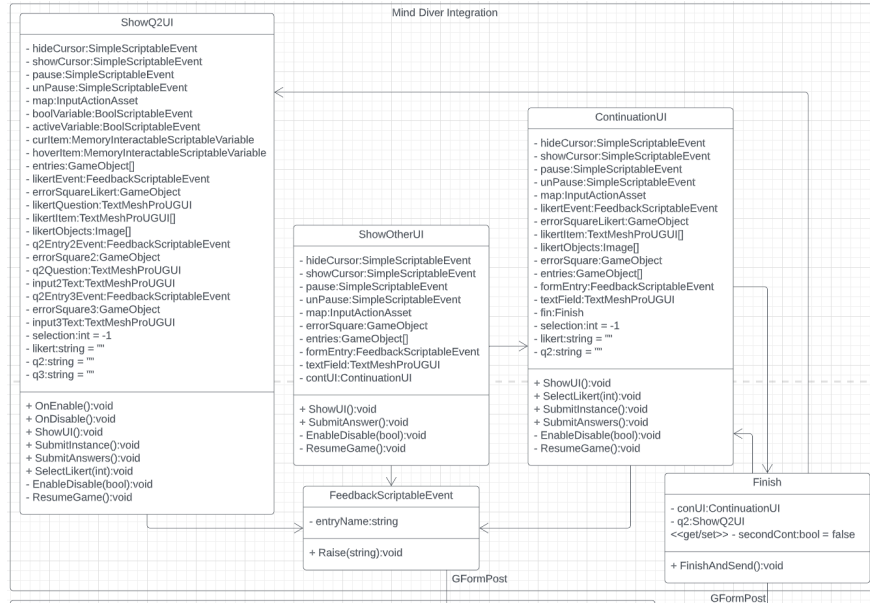 Mind Diver Integration
ShowQ2UI
- hideCursor:SimpleScriptableEvent
- showCursor:SimpleScriptableEvent
- pause:SimpleScriptableEvent
- unPause:SimpleScriptableEvent
- map:InputActionAsset
- boolVariable:BoolScriptableEvent
- activeVariable:BoolScriptableEvent
- curItem:MemoryInteractableScriptableVariable
- hoverItem:MemoryInteractableScriptableVariable
- entries:GameObject[]
- likertEvent:FeedbackScriptableEvent
- errorSquareLikert:GameObject
- likertQuestion:TextMeshProUGUI
- likertItem:TextMeshProUGUI[]
- likertObjects:Image[]
- q2Entry2Event:FeedbackScriptableEvent
- errorSquare2:GameObject
- q2Question:TextMeshProUGUI
- input2Text:TextMeshProUGUI
- q2Entry3Event:FeedbackScriptableEvent
- errorSquare3:GameObject
- input3Text:TextMeshProUGUI
- selection:int = -1
- likert:string = ""
- q2:string = ""
- q3:string = ""
+ OnEnable():void
+ OnDisable():void
+ ShowUI():void
+ SubmitInstance():void
+ SubmitAnswers():void
+ SelectLikert(int):void
- EnableDisable(bool):void
- ResumeGame():void
ShowOtherUI
- hideCursor:SimpleScriptableEvent
- showCursor:SimpleScriptableEvent
- pause:SimpleScriptableEvent
- unPause:SimpleScriptableEvent
- map:InputActionAsset
- errorSquare:GameObject
- entries:GameObject[]
- formEntry:FeedbackScriptableEvent
- textField:TextMeshProUGUI
- contUI:ContinuationUI
+ ShowUI():void
+ SubmitAnswer():void
- EnableDisable(bool):void
- ResumeGame():void
ContinuationUI
- hideCursor:SimpleScriptableEvent
- showCursor:SimpleScriptableEvent
- pause:SimpleScriptableEvent
- unPause:SimpleScriptableEvent
- map:InputActionAsset
- likertEvent:FeedbackScriptableEvent
- errorSquareLikert:GameObject
- likertItem:TextMeshProUGUI[]
- likertObjects:Image[]
- errorSquare:GameObject
- entries:GameObject[]
- formEntry:FeedbackScriptableEvent
- textField:TextMeshProUGUI
- fin:Finish
- selection:int = -1
- likert:string = ""
- q2:string = ""
+ ShowUI():void
+ SelectLikert(int):void
+ SubmitInstance():void
+ SubmitAnswers():void
- EnableDisable(bool):void
- ResumeGame():void
FeedbackScriptableEvent
- entryName:string
+ Raise(string):void
Finish
- conUI:ContinuationUI
- q2:ShowQ2UI
<<get/set>> - secondCont:bool = false
+ FinishAndSend():void
GFormPost
GFormPost